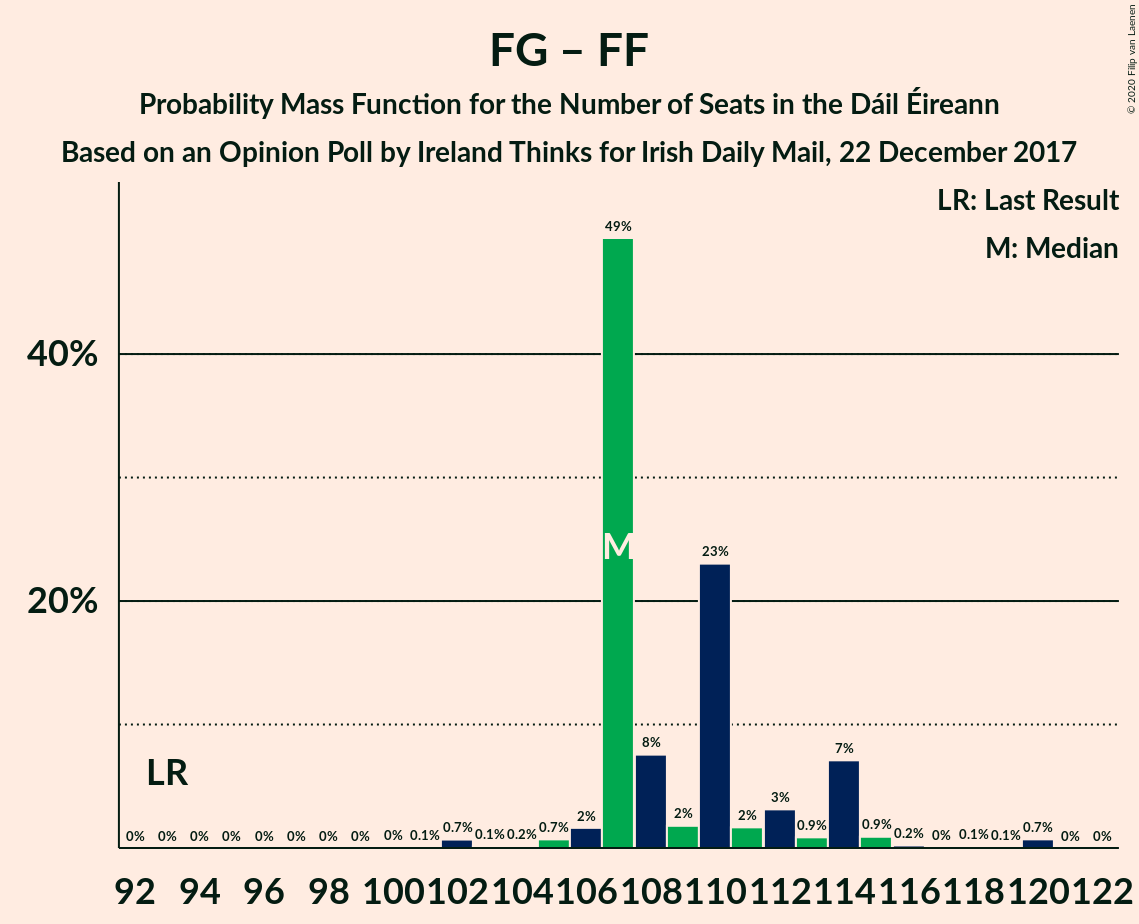 FG – FF
Probability Mass Function for the Number of Seats in the Dáil Éireann
Based on an Opinion Poll by Ireland Thinks for Irish Daily Mail, 22 December 2017
© 2020 Filip van Laenen
LR: Last Result
M: Median
40%
20%
LR
M
0% 0% 0% 0% 0% 0% 0% 0% 0% 0.1% 0.7% 0.1% 0.2% 0.7% 2% 49% 8% 2% 23% 2% 3% 0.9% 7% 0.9% 0.2% 0% 0.1% 0.1% 0.7% 0% 0%
92 94 96 98 100 102 104 106 108 110 112 114 116 118 120 122